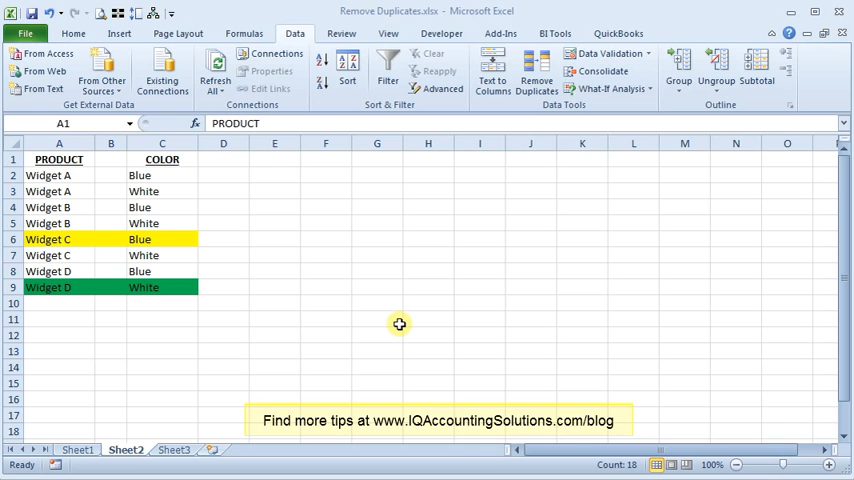 Remove Duplicates.xlsx - Microsoft Excel
File Home Insert Page Layout Formulas Data Review View Developer Add-Ins BI Tools QuickBooks
From Access
From Web
From Text
From Other Sources
Existing Connections
Get External Data
Refresh All
Connections
Properties
Edit Links
Connections
Sort
Filter
Clear
Reapply
Advanced
Sort & Filter
Text to Columns
Remove Duplicates
Data Validation
Consolidate
What-If Analysis
Data Tools
Group
Ungroup
Subtotal
Outline
A1 fx PRODUCT
A B C D E F G H I J K L M N O
1 PRODUCT COLOR
2 Widget A Blue
3 Widget A White
4 Widget B Blue
5 Widget B White
6 Widget C Blue
7 Widget C White
8 Widget D Blue
9 Widget D White
10
11
12
13
14
15
16
17
18
Find more tips at www.IQAccountingSolutions.com/blog
Sheet1 Sheet2 Sheet3
Ready Count: 18 100%